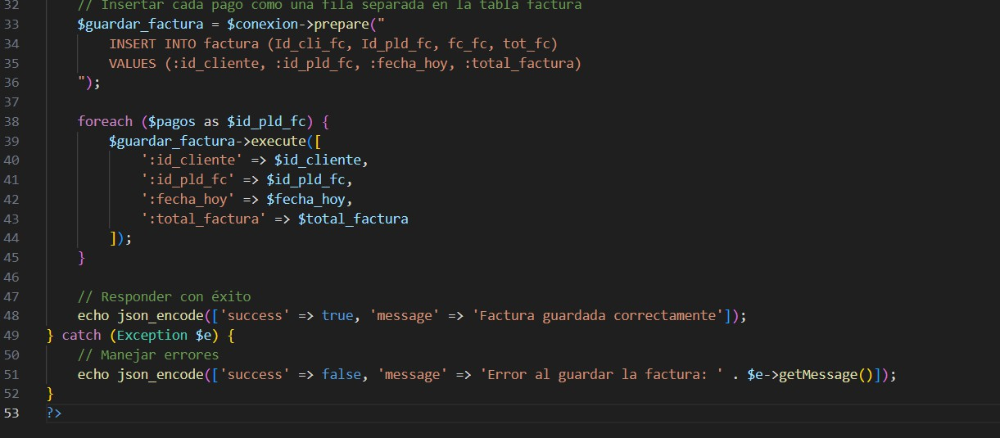 32 // Insertar cada pago como una fila separada en la tabla factura
33 $guardar_factura = $conexion->prepare("
34 INSERT INTO factura (Id_cli_fc, Id_pld_fc, fc_fc, tot_fc)
35 VALUES (:id_cliente, :id_pld_fc, :fecha_hoy, :total_factura)
36 ");
37
38 foreach ($pagos as $id_pld_fc) {
39 $guardar_factura->execute([
40 ':id_cliente' => $id_cliente,
41 ':id_pld_fc' => $id_pld_fc,
42 ':fecha_hoy' => $fecha_hoy,
43 ':total_factura' => $total_factura
44 ]);
45 }
46
47 // Responder con éxito
48 echo json_encode(['success' => true, 'message' => 'Factura guardada correctamente']);
49 } catch (Exception $e) {
50 // Manejar errores
51 echo json_encode(['success' => false, 'message' => 'Error al guardar la factura: ' . $e->getMessage()]);
52 }
53 ?>